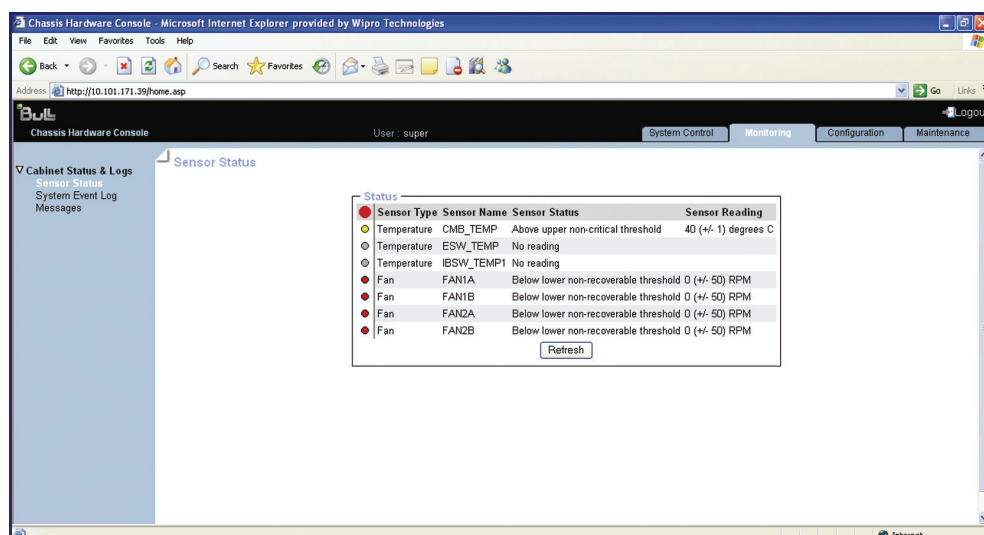 Chassis Hardware Console - Microsoft Internet Explorer provided by Wipro Technologies
File Edit View Favorites Tools Help
Back Search Favorites
Address http://10.101.171.39/home.asp Go Links
Bull Logou
Chassis Hardware Console User : super System Control Monitoring Configuration Maintenance
Sensor Status
Cabinet Status & Logs
Sensor Status
System Event Log
Messages
Status
Sensor Type Sensor Name Sensor Status Sensor Reading
Temperature CMB_TEMP Above upper non-critical threshold 40 (+/- 1) degrees C
Temperature ESW_TEMP No reading
Temperature IBSW_TEMP1 No reading
Fan FAN1A Below lower non-recoverable threshold 0 (+/- 50) RPM
Fan FAN1B Below lower non-recoverable threshold 0 (+/- 50) RPM
Fan FAN2A Below lower non-recoverable threshold 0 (+/- 50) RPM
Fan FAN2B Below lower non-recoverable threshold 0 (+/- 50) RPM
Refresh